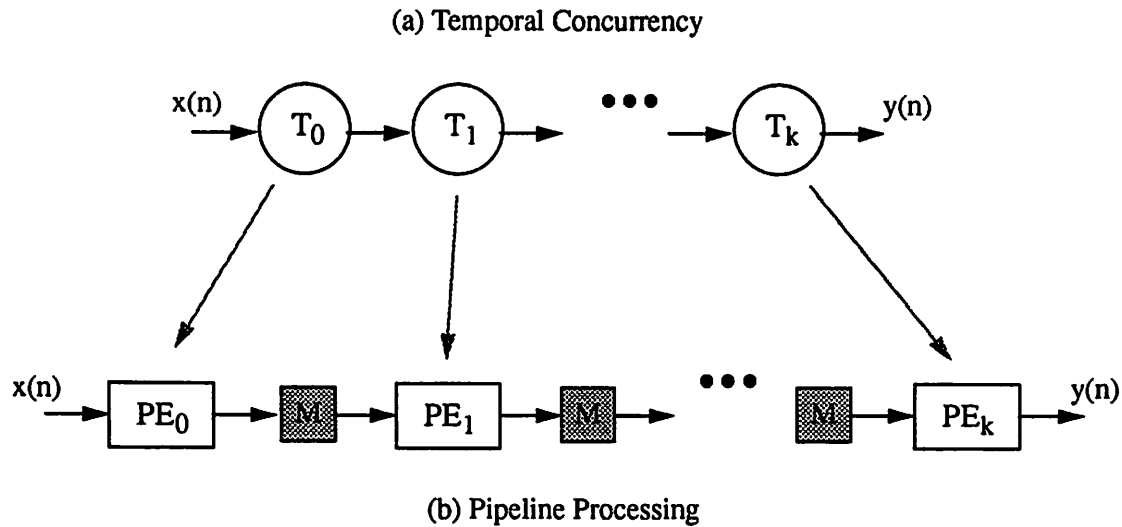 (a) Temporal Concurrency
x(n) T0 T1 ••• Tk y(n)
x(n) PE0 M PE1 M ••• M PEk y(n)
(b) Pipeline Processing